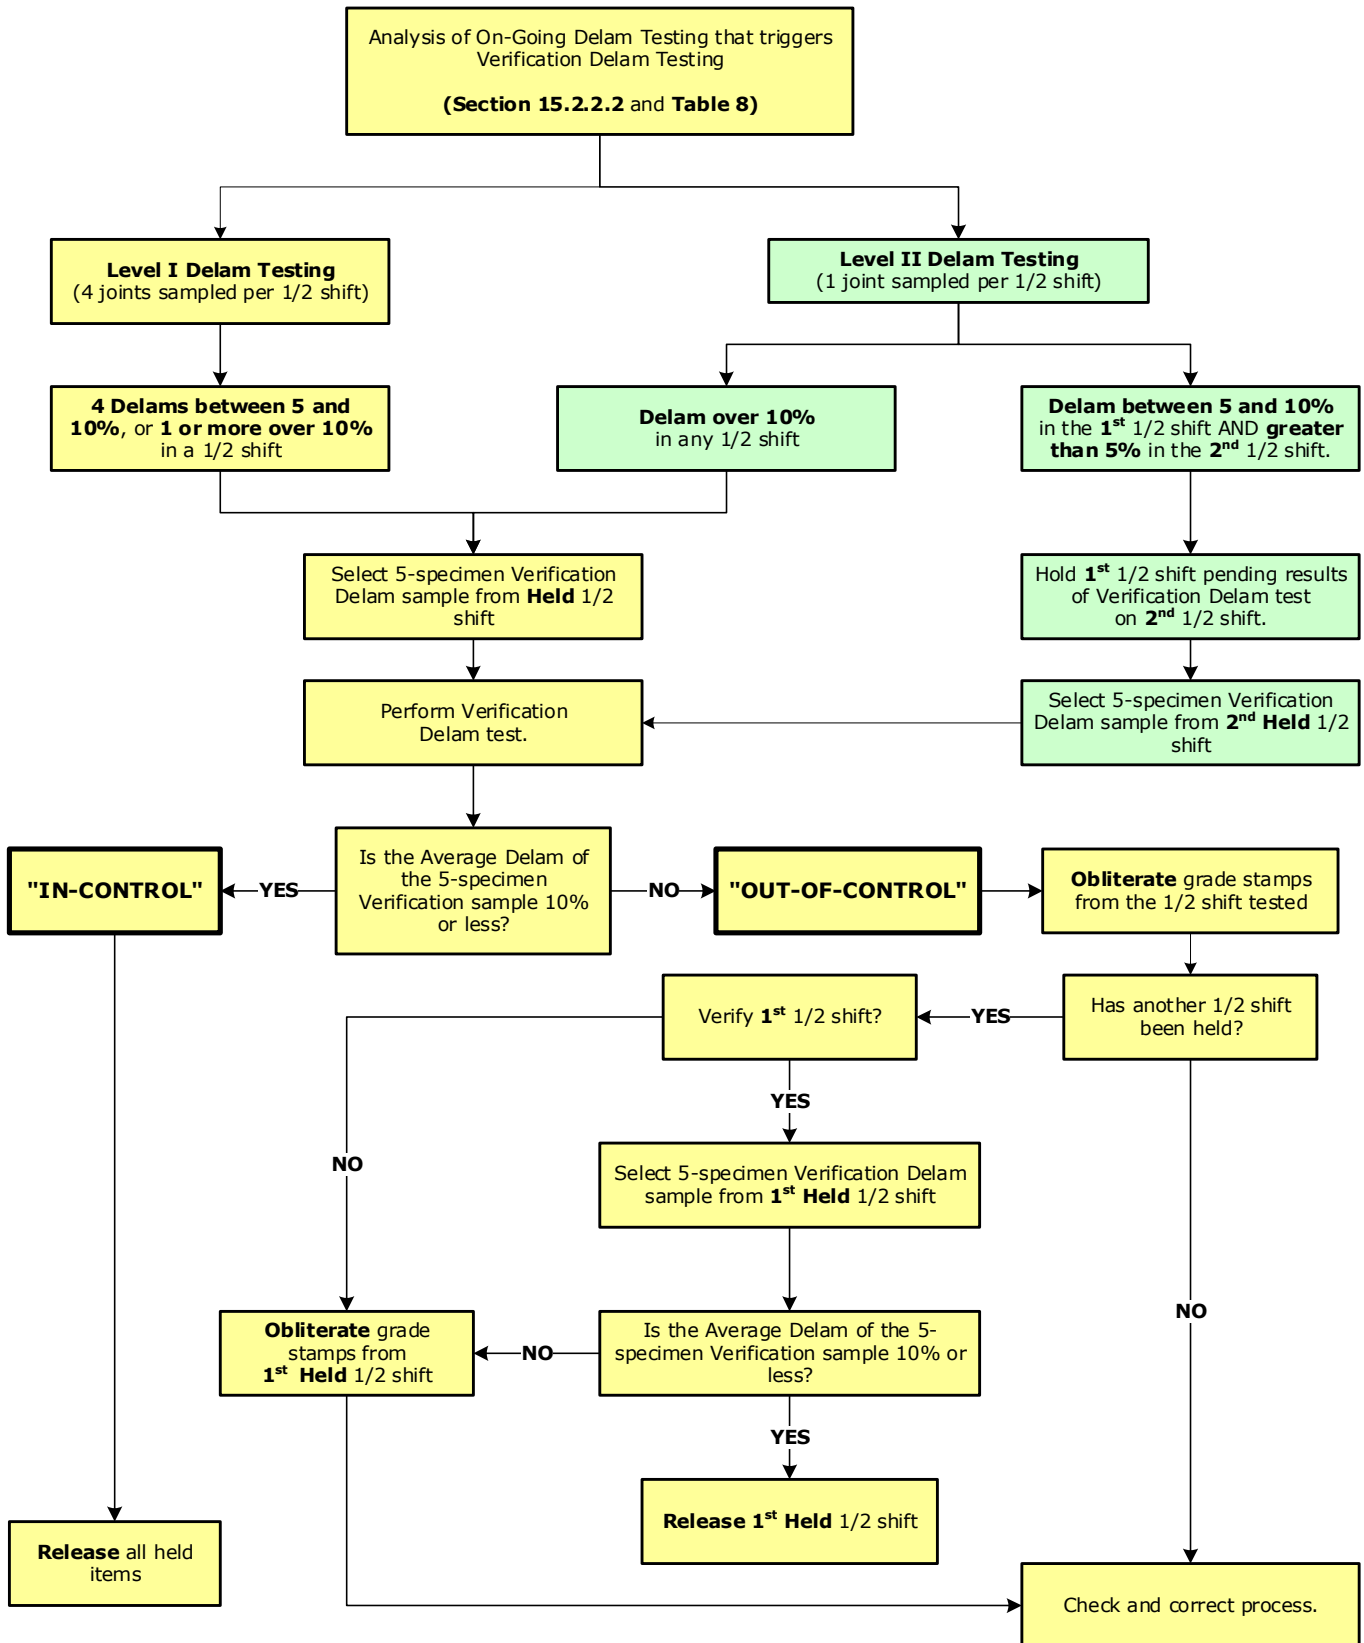 Analysis of On-Going Delam Testing that triggers
Verification Delam Testing
(Section 15.2.2.2 and Table 8)
Level I Delam Testing
(4 joints sampled per 1/2 shift)
Level II Delam Testing
(1 joint sampled per 1/2 shift)
4 Delams between 5 and
10%, or 1 or more over 10%
in a 1/2 shift
Delam over 10%
in any 1/2 shift
Delam between 5 and 10%
in the 1st 1/2 shift AND greater
than 5% in the 2nd 1/2 shift.
Select 5-specimen Verification
Delam sample from Held 1/2
shift
Hold 1st 1/2 shift pending results
of Verification Delam test
on 2nd 1/2 shift.
Perform Verification
Delam test.
Select 5-specimen Verification
Delam sample from 2nd Held 1/2
shift
"IN-CONTROL"
YES
Is the Average Delam of
the 5-specimen
Verification sample 10%
or less?
NO
"OUT-OF-CONTROL"
Obliterate grade stamps
from the 1/2 shift tested
Verify 1st 1/2 shift?
YES
Has another 1/2 shift
been held?
YES
NO
Select 5-specimen Verification Delam
sample from 1st Held 1/2 shift
NO
Obliterate grade
stamps from
1st Held 1/2 shift
NO
Is the Average Delam of the 5-
specimen Verification sample 10% or
less?
YES
Release 1st Held 1/2 shift
Release all held
items
Check and correct process.